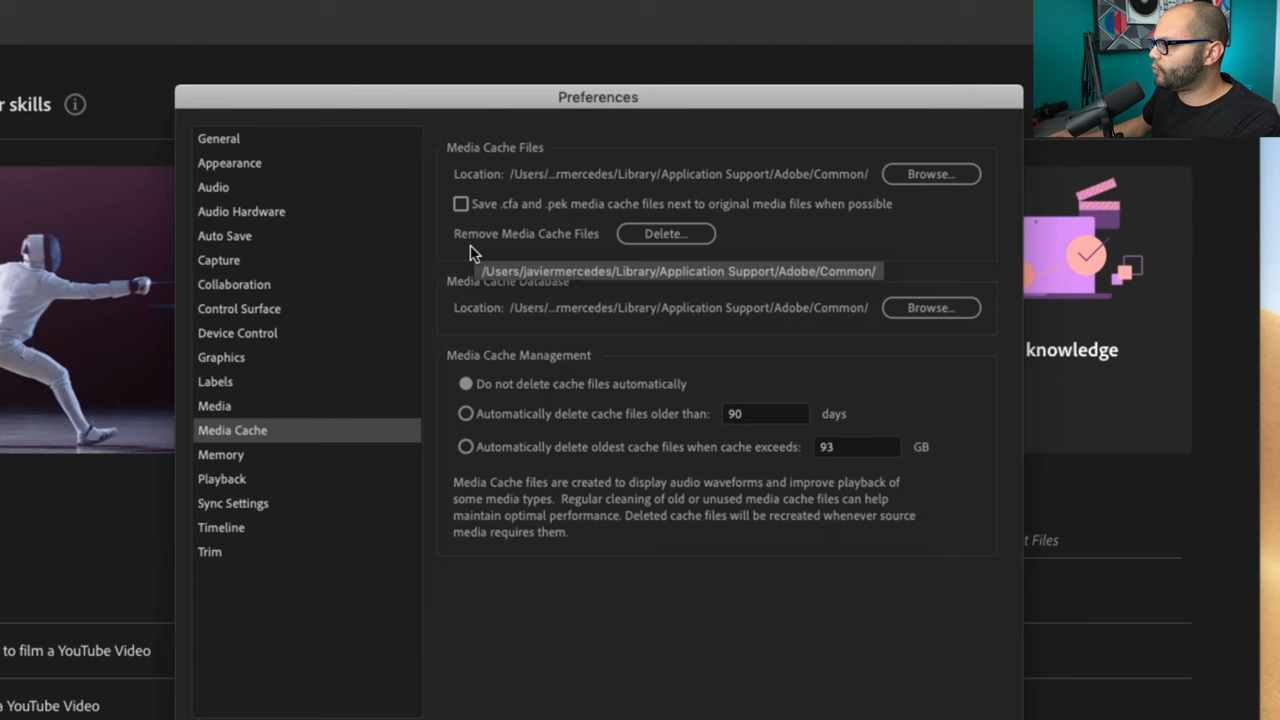 r skills
Preferences
General
Appearance
Audio
Audio Hardware
Auto Save
Capture
Collaboration
Control Surface
Device Control
Graphics
Labels
Media
Media Cache
Memory
Playback
Sync Settings
Timeline
Trim
Media Cache Files
Location: /Users/...rmercedes/Library/Application Support/Adobe/Common/ Browse...
Save .cfa and .pek media cache files next to original media files when possible
Remove Media Cache Files Delete...
/Users/javiermercedes/Library/Application Support/Adobe/Common/
Media Cache Database
Location: /Users/...rmercedes/Library/Application Support/Adobe/Common/ Browse...
Media Cache Management
Do not delete cache files automatically
Automatically delete cache files older than: 90 days
Automatically delete oldest cache files when cache exceeds: 93 GB
Media Cache files are created to display audio waveforms and improve playback of
some media types. Regular cleaning of old or unused media cache files can help
maintain optimal performance. Deleted cache files will be recreated whenever source
media requires them.
knowledge
t Files
to film a YouTube Video
a YouTube Video